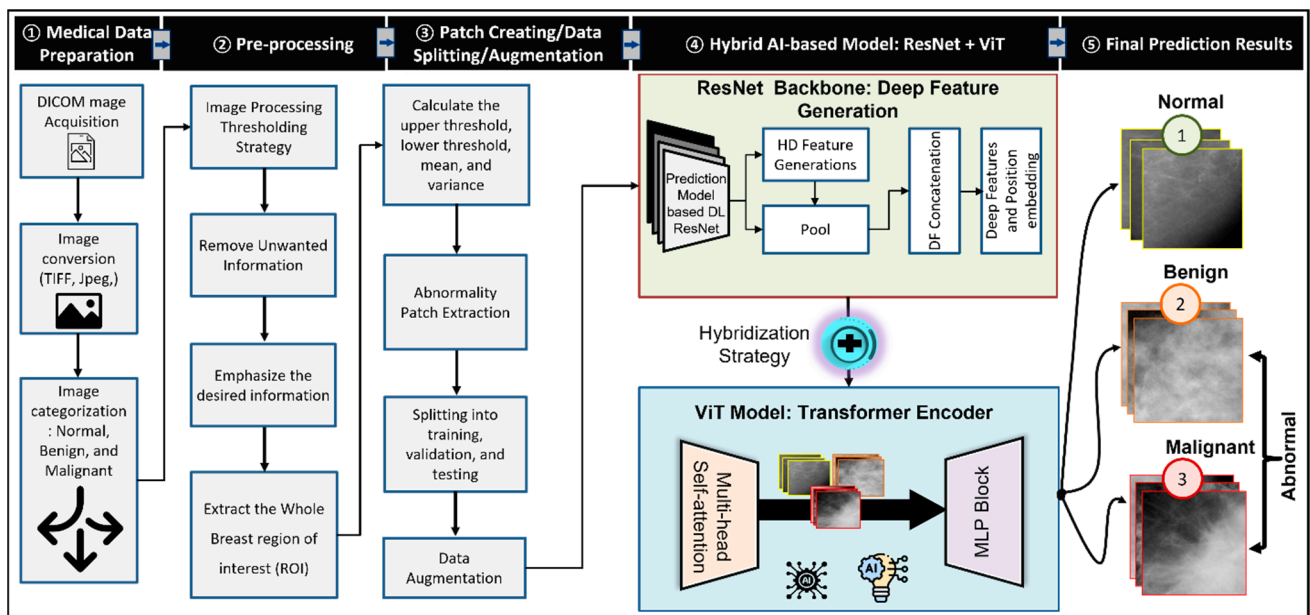 ① Medical Data
Preparation
② Pre-processing
③ Patch Creating/Data
Splitting/Augmentation
④ Hybrid AI-based Model: ResNet + ViT
⑤ Final Prediction Results
DICOM mage
Acquisition
Image
conversion
(TIFF, Jpeg,)
Image
categorization
: Normal,
Benign, and
Malignant
Image Processing
Thresholding
Strategy
Remove Unwanted
Information
Emphasize the
desired information
Extract the Whole
Breast region of
interest (ROI)
Calculate the
upper threshold,
lower threshold,
mean, and
variance
Abnormality
Patch Extraction
Splitting into
training,
validation, and
testing
Data
Augmentation
ResNet Backbone: Deep Feature
Generation
Prediction
Model
based DL
ResNet
HD Feature
Generations
Pool
DF Concatenation
Deep Features
and Position
embedding
Hybridization
Strategy
ViT Model: Transformer Encoder
Multi-head
Self-attention
MLP Block
AI
AI
Normal
1
Benign
2
Malignant
3
Abnormal